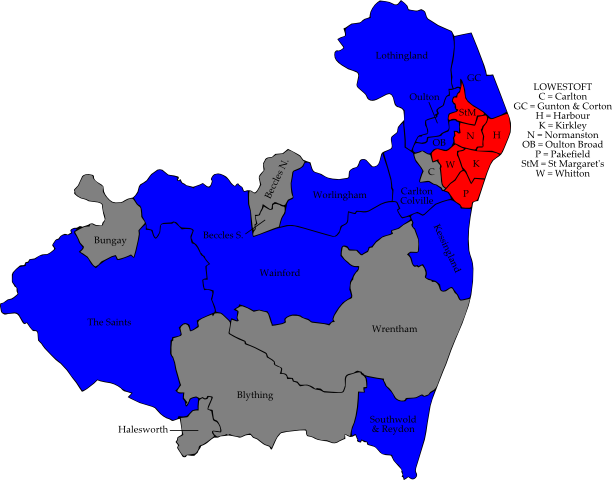 Lothingland
GC
LOWESTOFT
C = Carlton
GC = Gunton & Corton
H = Harbour
K = Kirkley
N = Normanston
OB = Oulton Broad
P = Pakefield
StM = St Margaret's
W = Whitton
Oulton
StM
N
H
OB
W
K
C
P
Beccles N.
Worlingham
Carlton
Colville
Bungay
Beccles S.
Kessingland
Wainford
The Saints
Wrentham
Blything
Southwold
& Reydon
Halesworth